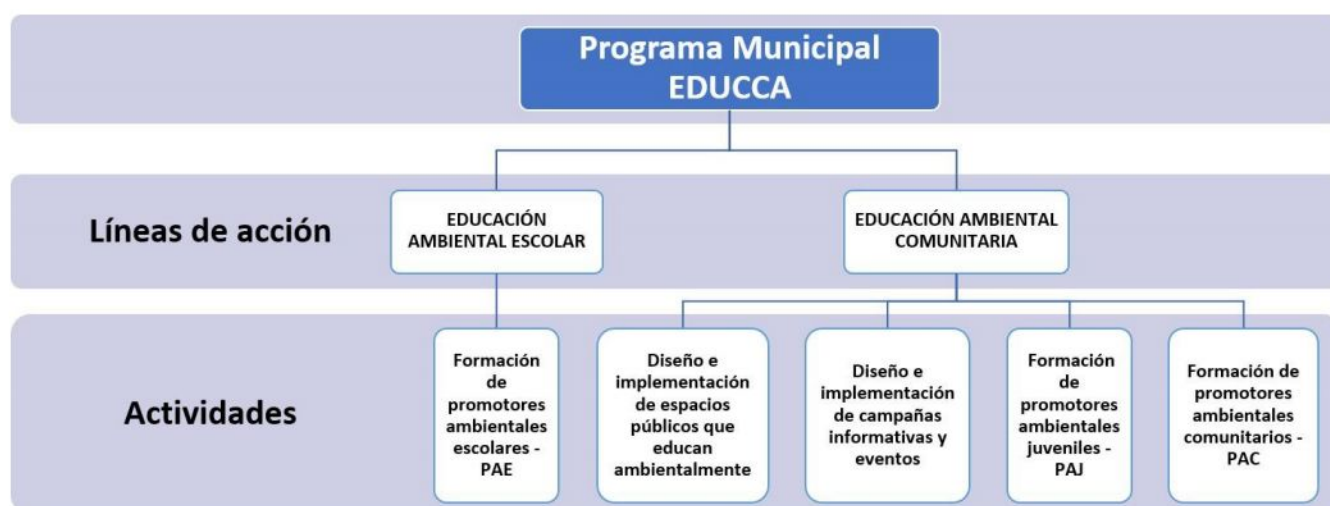 Programa Municipal
EDUCCA
Líneas de acción
EDUCACIÓN
AMBIENTAL ESCOLAR
EDUCACIÓN AMBIENTAL
COMUNITARIA
Actividades
Formación
de
promotores
ambientales
escolares -
PAE
Diseño e
implementación
de espacios
públicos que
educan
ambientalmente
Diseño e
implementación
de campañas
informativas y
eventos
Formación
de
promotores
ambientales
juveniles -
PAJ
Formación de
promotores
ambientales
comunitarios -
PAC